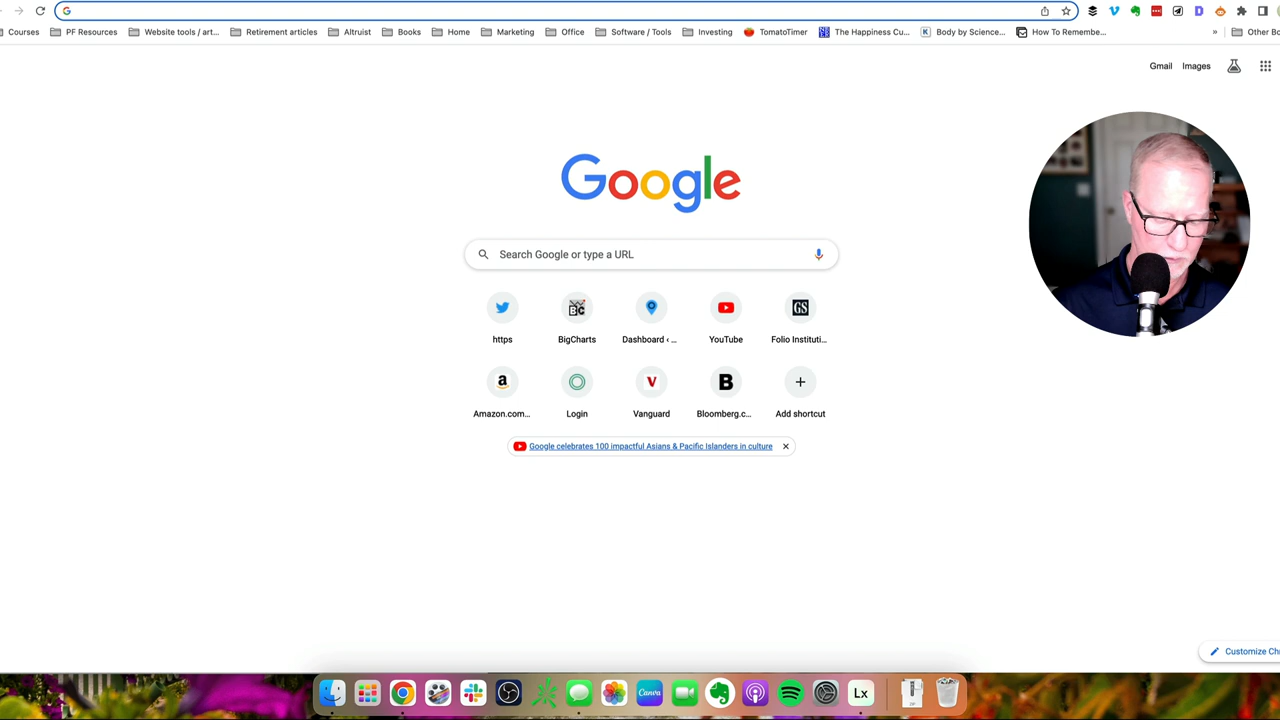 Courses PF Resources Website tools / art... Retirement articles Altruist Books Home Marketing Office Software / Tools Investing TomatoTimer The Happiness Cu... K Body by Science... How To Remembe... » Other Bo
Gmail Images
Google
Search Google or type a URL
https BigCharts Dashboard ‹ ... YouTube Folio Instituti...
Amazon.com... Login Vanguard Bloomberg.c... Add shortcut
Google celebrates 100 impactful Asians & Pacific Islanders in culture
Customize Chr
Canva Lx